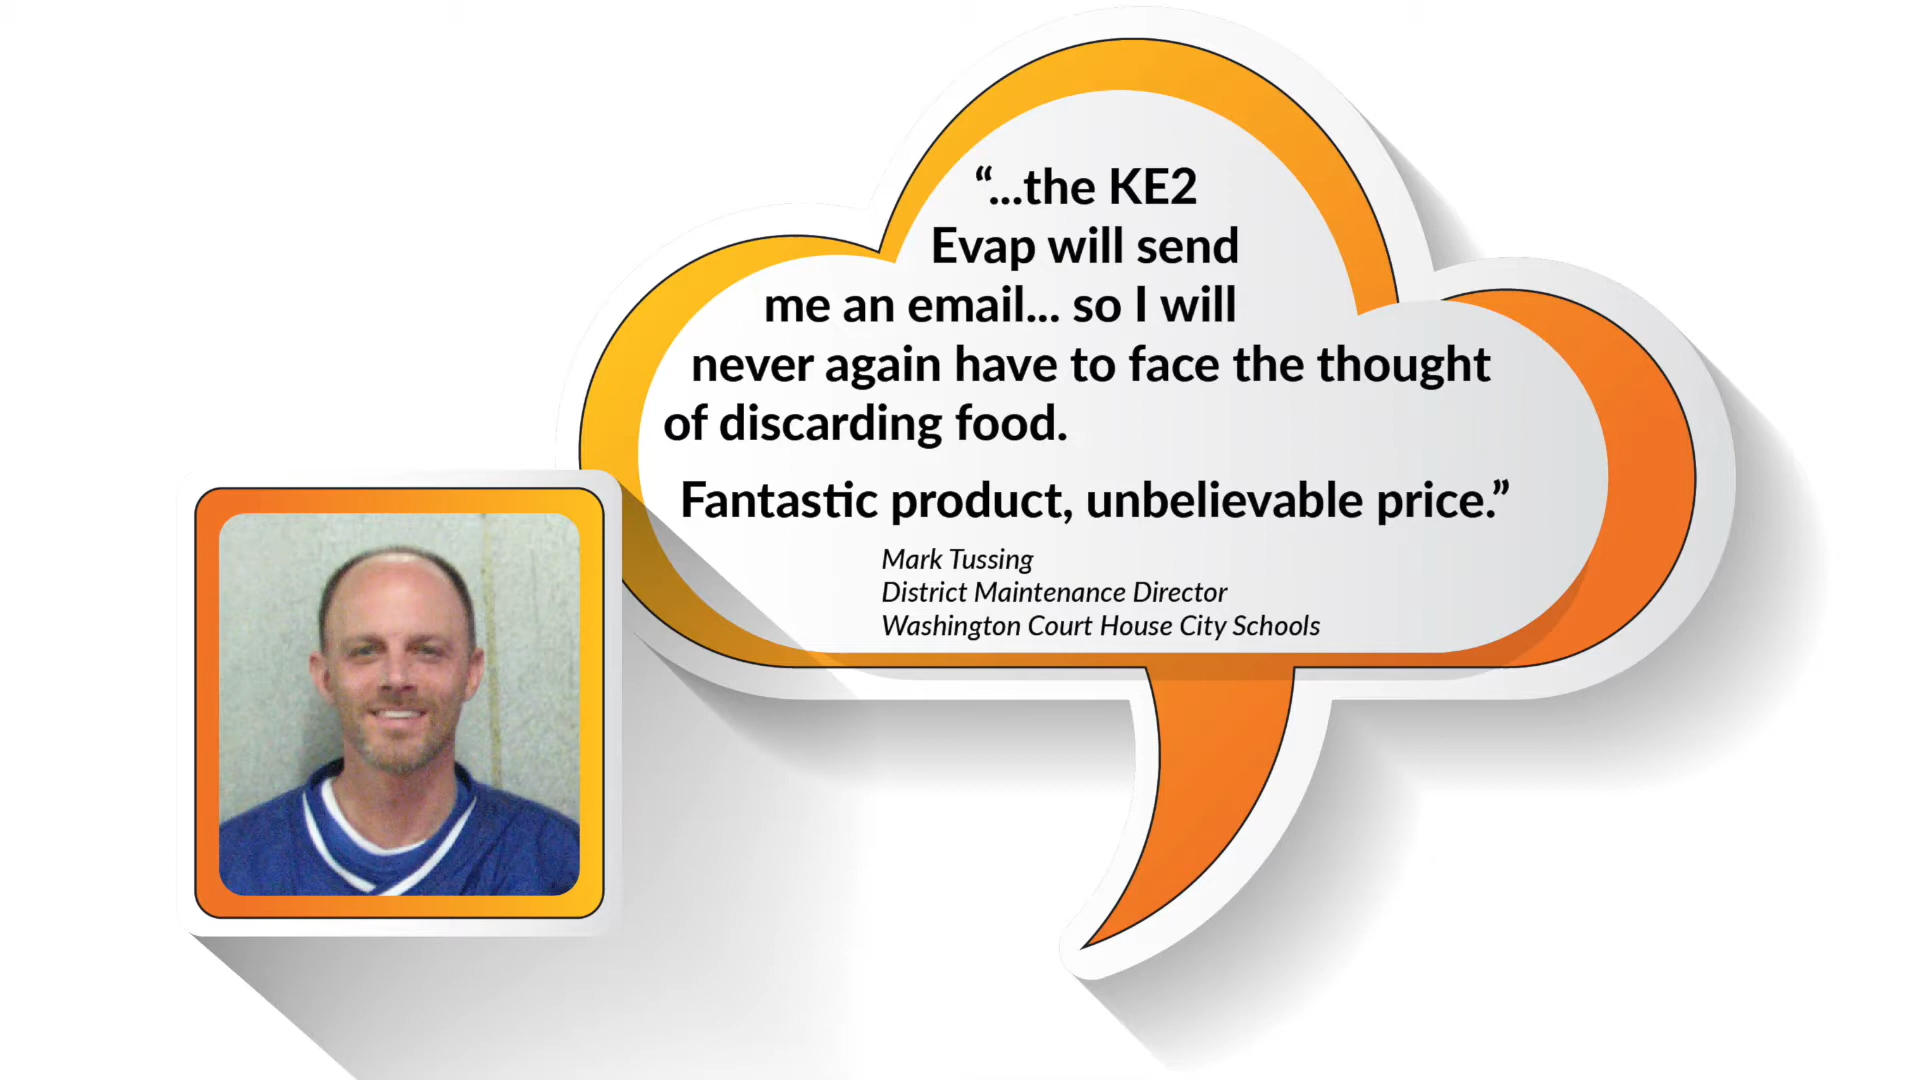 “...the KE2
Evap will send
me an email... so I will
never again have to face the thought
of discarding food.
Fantastic product, unbelievable price.”
Mark Tussing
District Maintenance Director
Washington Court House City Schools